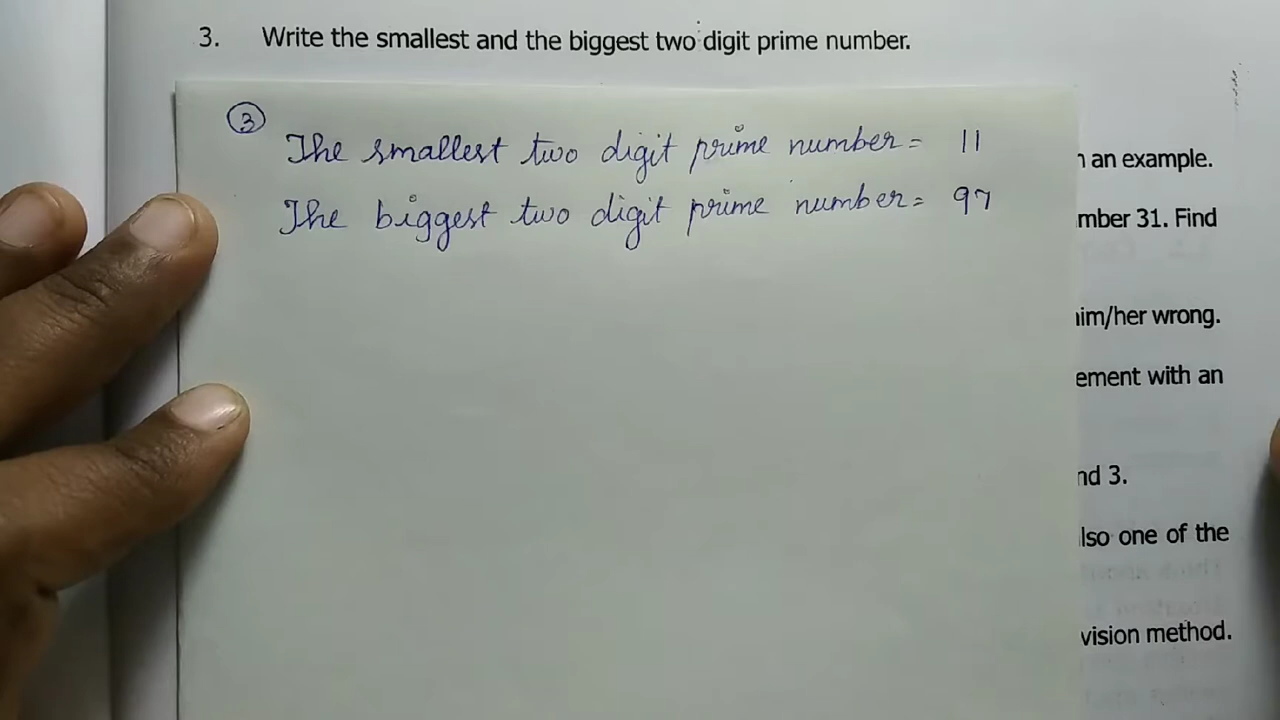 3. Write the smallest and the biggest two digit prime number.
③
The smallest two digit prime number = 11
The biggest two digit prime number = 97
an example.
mber 31. Find
him/her wrong.
ement with an
nd 3.
lso one of the
vision method.